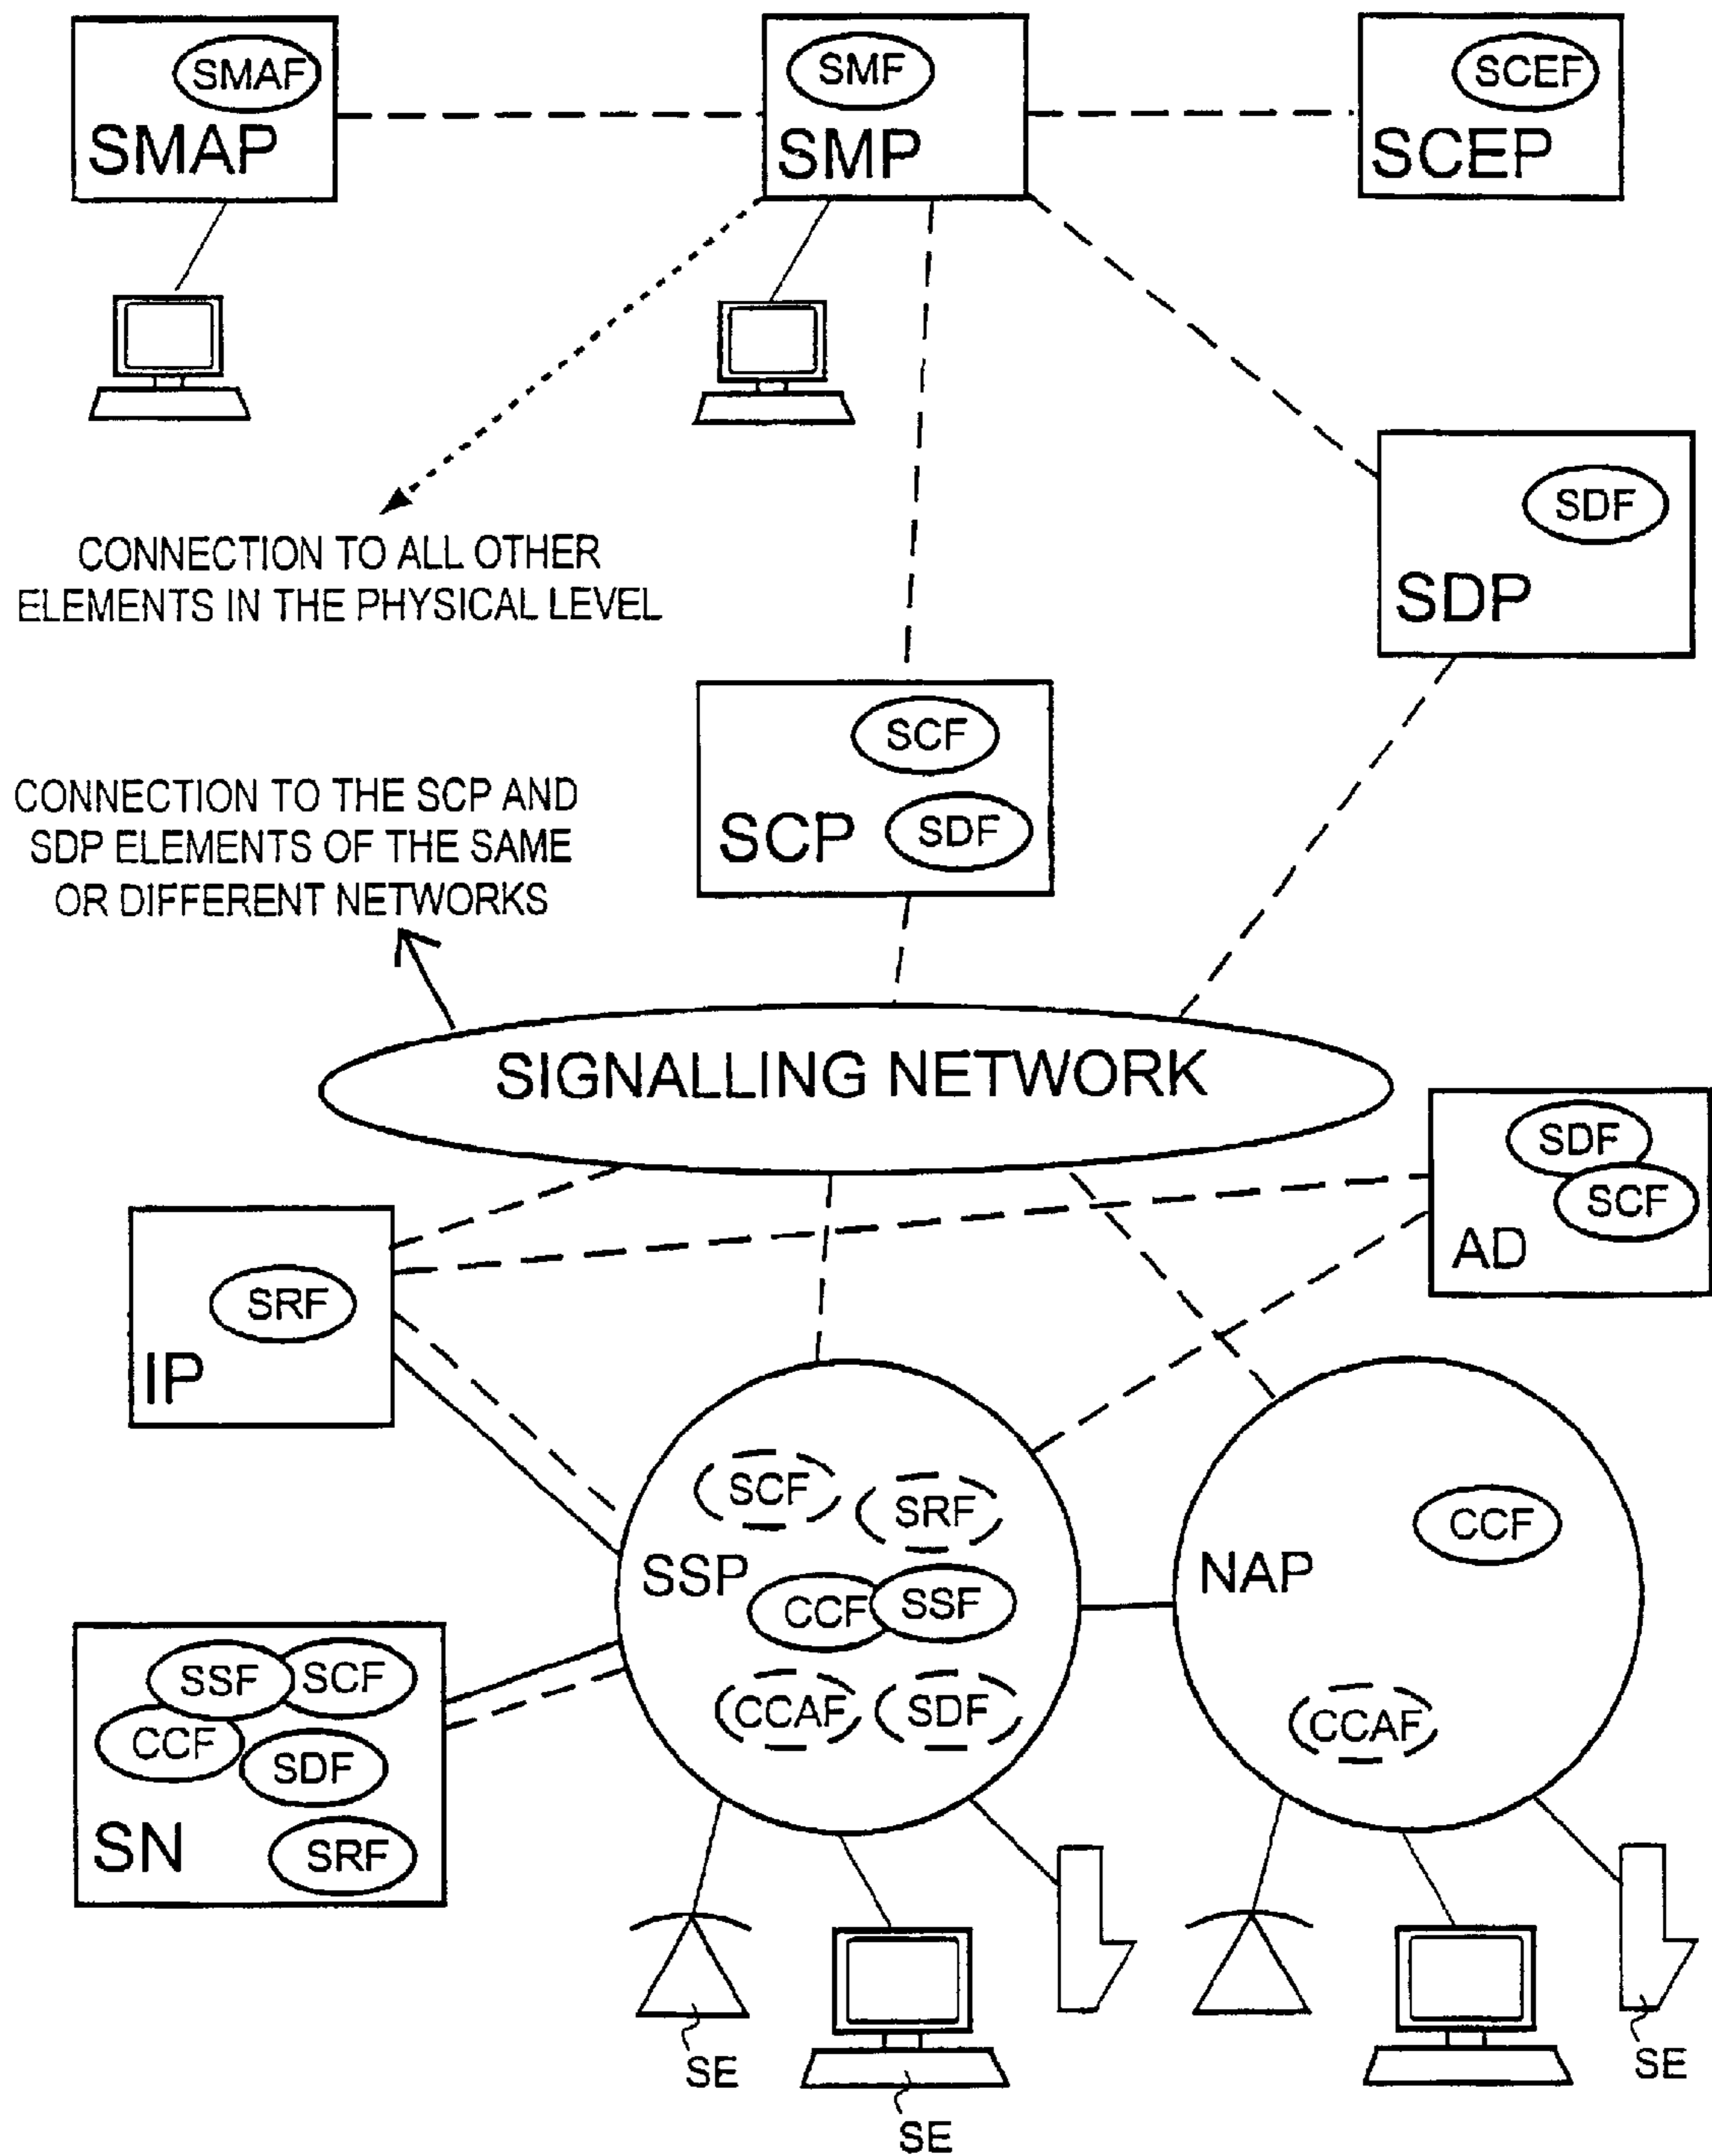 SMAF
SMAP
SMF
SMP
SCEF
SCEP
CONNECTION TO ALL OTHER
ELEMENTS IN THE PHYSICAL LEVEL
SDF
SDP
SCF
SCP
SDF
CONNECTION TO THE SCP AND
SDP ELEMENTS OF THE SAME
OR DIFFERENT NETWORKS
SIGNALLING NETWORK
SDF
SCF
AD
SRF
IP
SCF
SRF
SSP
CCF
SSF
CCAF
SDF
CCF
NAP
CCAF
SSF
SCF
CCF
SDF
SN
SRF
SE
SE
SE